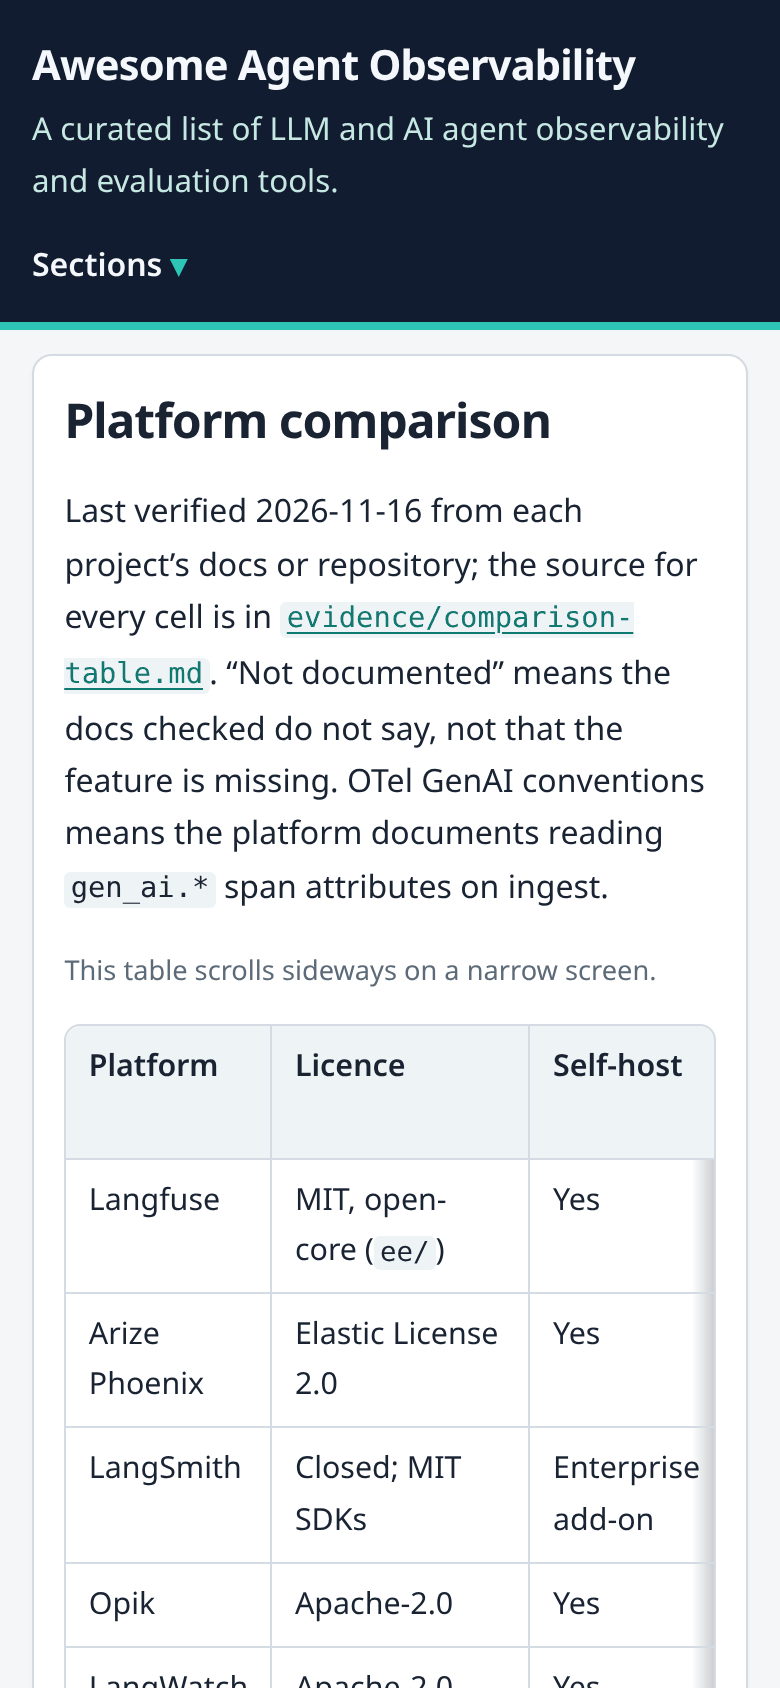 Awesome Agent Observability
A curated list of LLM and AI agent observability
and evaluation tools.
Sections ▼
Platform comparison
Last verified 2026-11-16 from each
project’s docs or repository; the source for
every cell is in evidence/comparison-
table.md. “Not documented” means the
docs checked do not say, not that the
feature is missing. OTel GenAI conventions
means the platform documents reading
gen_ai.* span attributes on ingest.
This table scrolls sideways on a narrow screen.
Platform Licence Self-host
Langfuse MIT, open- Yes
core (ee/)
Arize Elastic License Yes
Phoenix 2.0
LangSmith Closed; MIT Enterprise
SDKs add-on
Opik Apache-2.0 Yes
LangWatch Apache-2.0 Yes